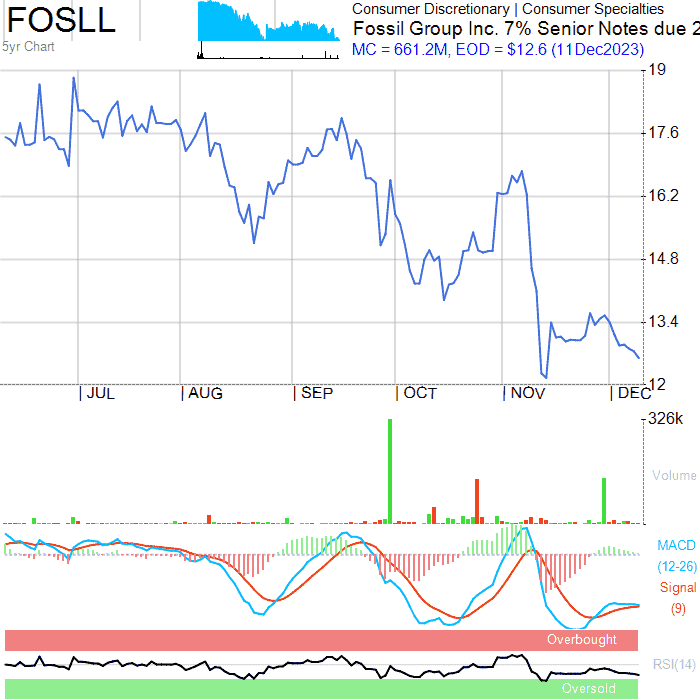 FOSLL
5yr Chart
Consumer Discretionary | Consumer Specialties
Fossil Group Inc. 7% Senior Notes due 2
MC = 661.2M, EOD = $12.6 (11Dec2023)
19
17.6
16.2
14.8
13.4
12
JUL
AUG
SEP
OCT
NOV
DEC
326k
Volume
MACD
(12-26)
Signal
(9)
Overbought
RSI(14)
Oversold